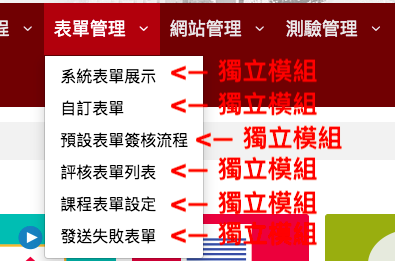 程 表單管理 網站管理 測驗管理
系統表單展示 <— 獨立模組
自訂表單 <— 獨立模組
預設表單簽核流程 <— 獨立模組
評核表單列表 <— 獨立模組
課程表單設定 <— 獨立模組
發送失敗表單 <— 獨立模組